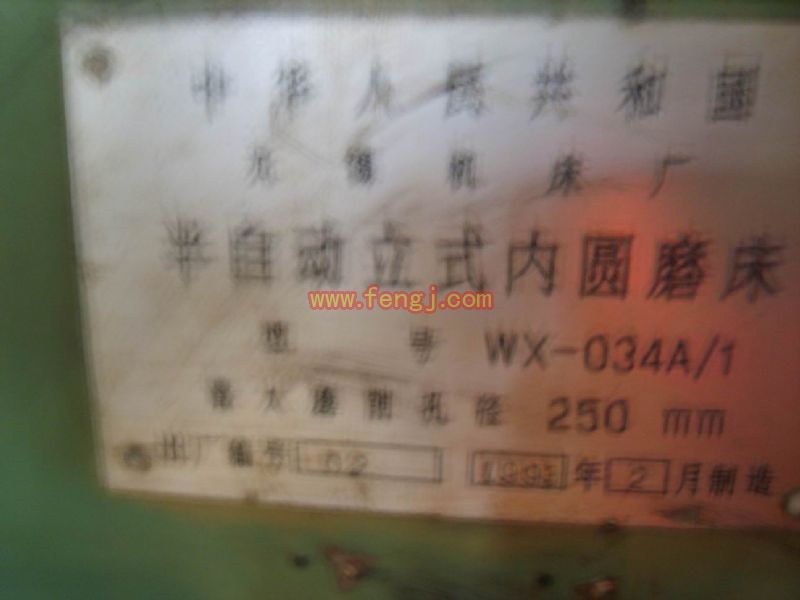 中华人民共和国
无锡机床厂
半自动立式内圆磨床
www.fengj.com
型号 WX-034A/1
最大磨削孔径 250 mm
出厂编号 62 年 2 月制造